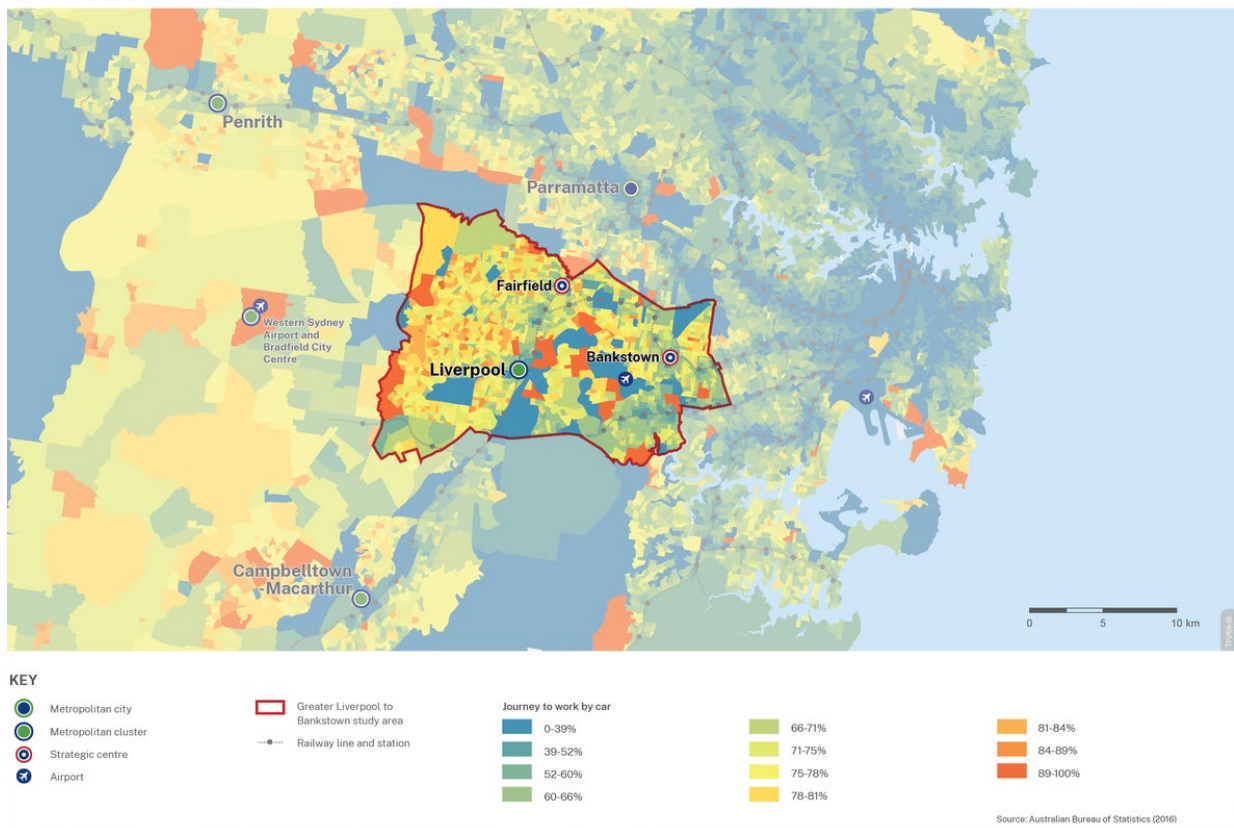 Penrith
Parramatta
Fairfield
Western Sydney
Airport and
Bradfield City
Centre
Liverpool
Bankstown
Campbelltown
-Macarthur
0 5 10 km
KEY
Metropolitan city
Metropolitan cluster
Strategic centre
Airport
Greater Liverpool to
Bankstown study area
Railway line and station
Journey to work by car
0-39%
39-52%
52-60%
60-66%
66-71%
71-75%
75-78%
78-81%
81-84%
84-89%
89-100%
Source: Australian Bureau of Statistics (2016)